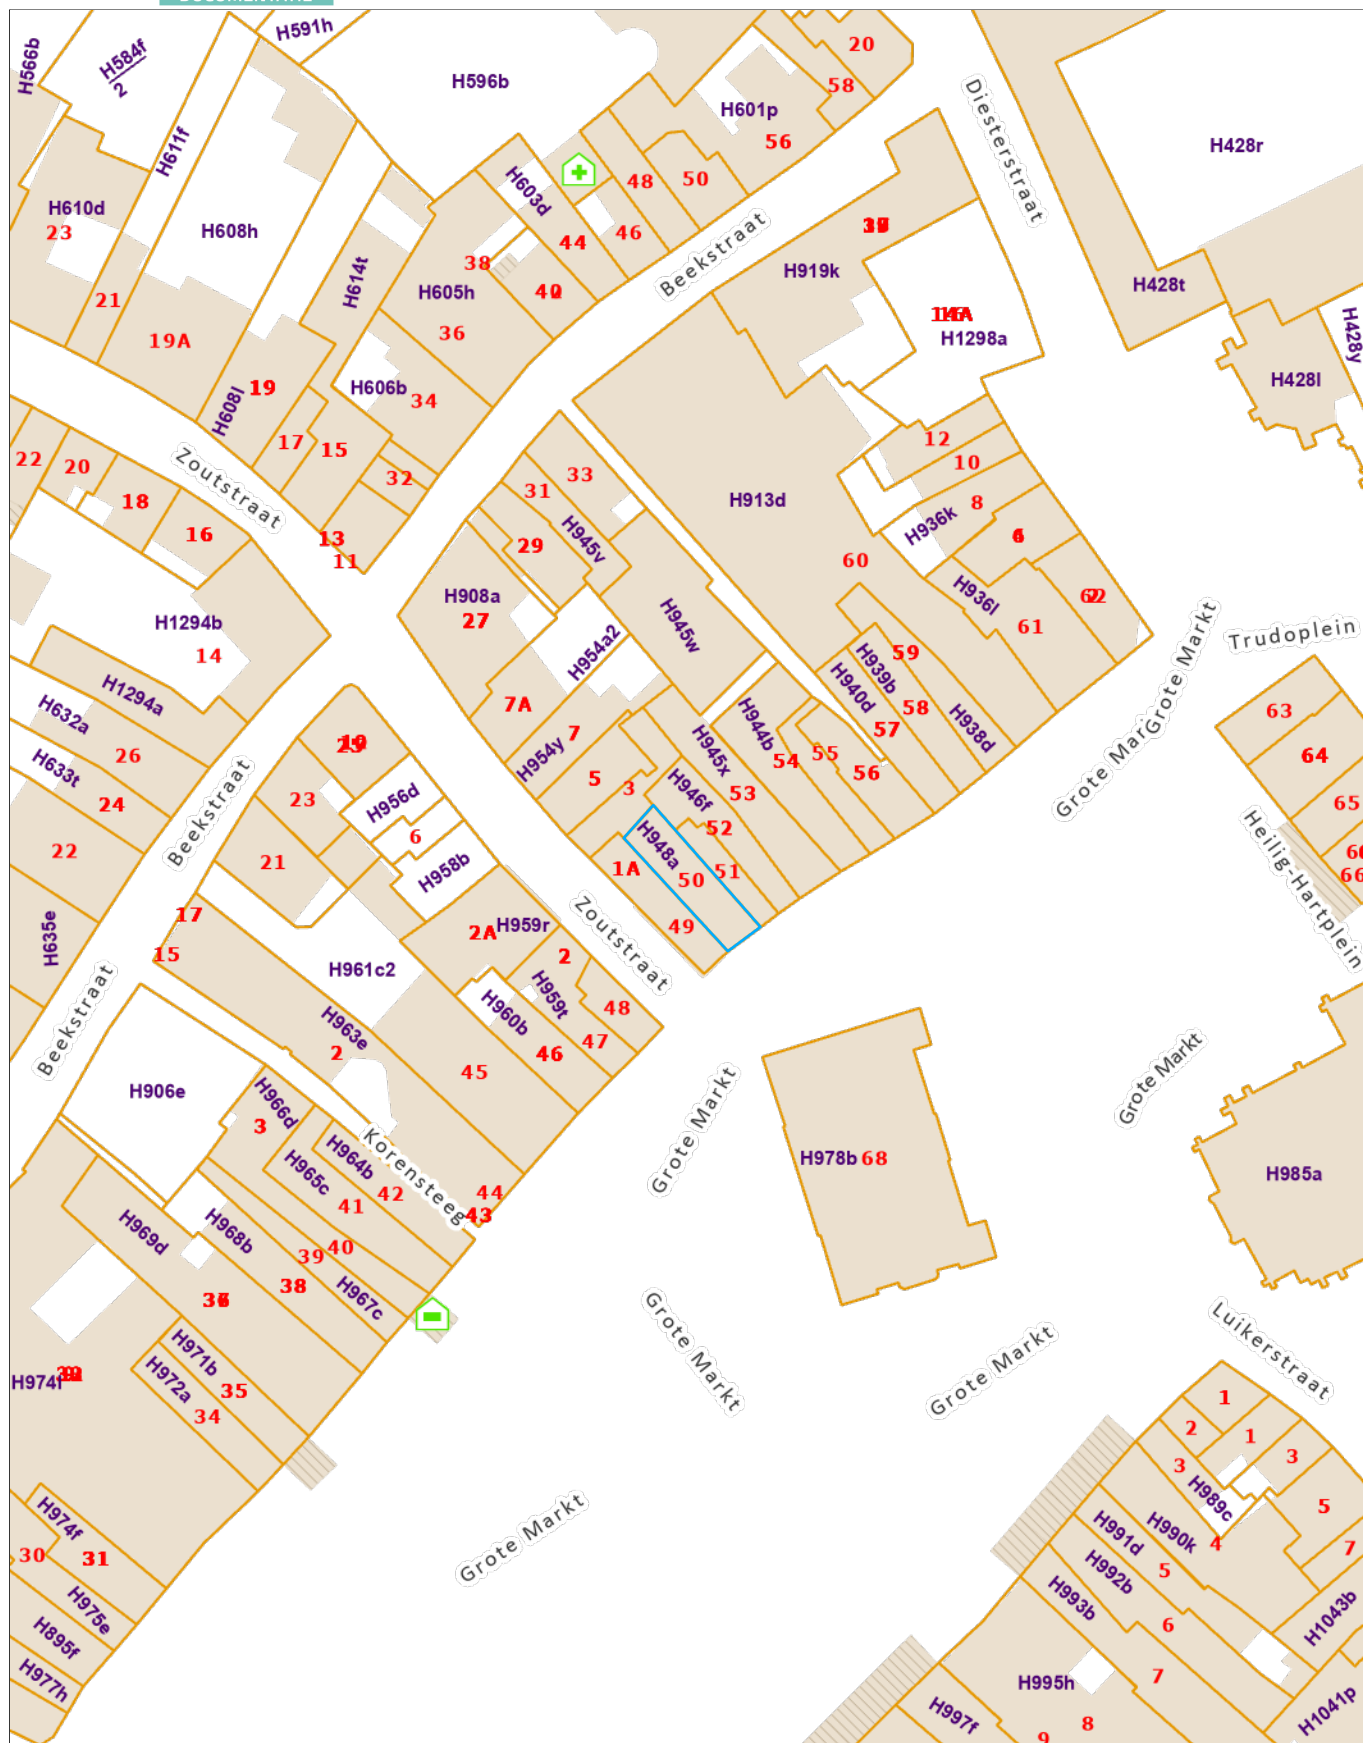 H591h
H566b
H584f
2
H596b
20
58
H601p
56
Diesterstraat
H428r
H611f
H603d
48
50
H610d
23
H608h
46
44
38
Beekstraat
H919k
H428t
H614t
H605h
40
21
36
19A
H1298a
H428y
H428l
H606b
34
19
H608l
17
15
32
12
10
22
20
18
16
Zoutstraat
33
31
H945v
29
H913d
8
H936k
13
11
60
6
H908a
27
H936l
62
61
H1294b
14
H954a2
H945w
59
H939b
H940d
58
57
H938d
Grote Markt
Trudoplein
H1294a
H632a
26
H633t
24
22
7A
7
H954y
5
3
H945x
H944b
54
55
56
53
63
64
65
Grote Markt
Beekstraat
23
H956d
6
H958b
21
H946f
52
H948a
51
50
1A
49
Heilig-Hartplein
66
H635e
17
15
2A
H959r
2
Zoutstraat
H961c2
H959t
48
47
H960b
46
H963e
2
45
Beekstraat
H906e
H966d
3
H964b
H965c
42
41
Korensteeg
44
43
Grote Markt
H978b
68
Grote Markt
H985a
H969d
H968b
40
39
38
H967c
36
H971b
H972a
35
34
H974f
Grote Markt
Grote Markt
Luikerstraat
1
2
1
3
3
H989c
5
7
H990k
4
H991d
5
H992b
6
H993b
H1043b
7
H995h
8
9
H997f
H1041p
Grote Markt
H974f
30
31
H975e
H895f
H977h